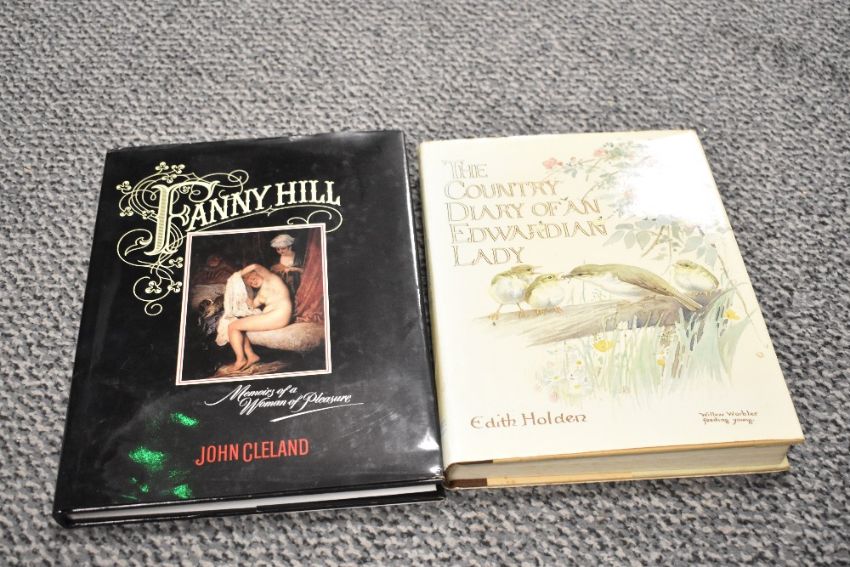 FANNY HILL
Memoirs of a
Woman of Pleasure
JOHN CLELAND
THE
COUNTRY
DIARY OF AN
EDWARDIAN
LADY
Edith Holden
Willow Warbler
feeding young.